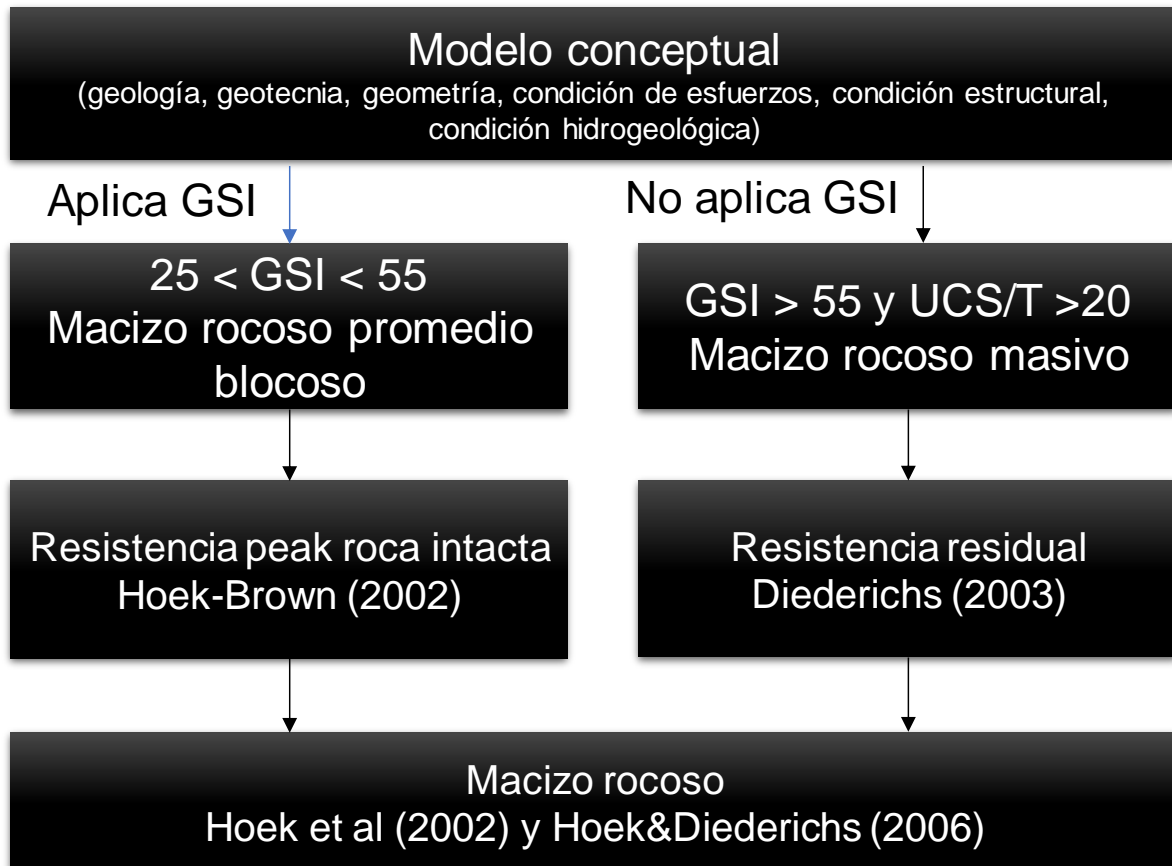 Modelo conceptual
(geología, geotecnia, geometría, condición de esfuerzos, condición estructural,
condición hidrogeológica)
Aplica GSI
No aplica GSI
25 < GSI < 55
Macizo rocoso promedio
blocoso
GSI > 55 y UCS/T >20
Macizo rocoso masivo
Resistencia peak roca intacta
Hoek-Brown (2002)
Resistencia residual
Diederichs (2003)
Macizo rocoso
Hoek et al (2002) y Hoek&Diederichs (2006)